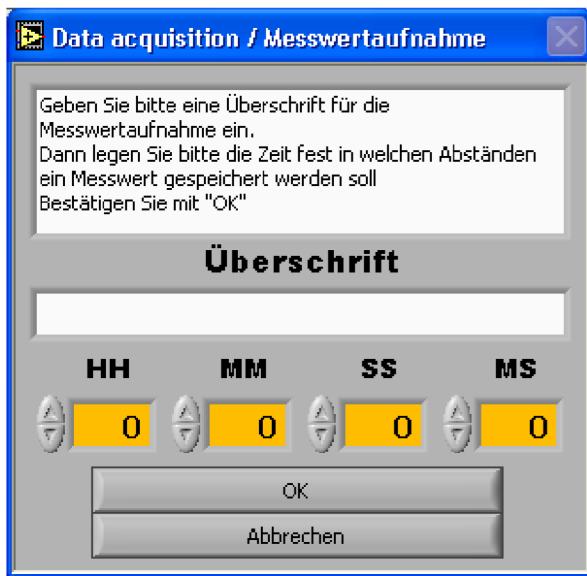 Data acquisition / Messwertaufnahme
Geben Sie bitte eine Überschrift für die
Messwertaufnahme ein.
Dann legen Sie bitte die Zeit fest in welchen Abständen
ein Messwert gespeichert werden soll
Bestätigen Sie mit "OK"
Überschrift
HH MM SS MS
0 0 0 0
OK
Abbrechen